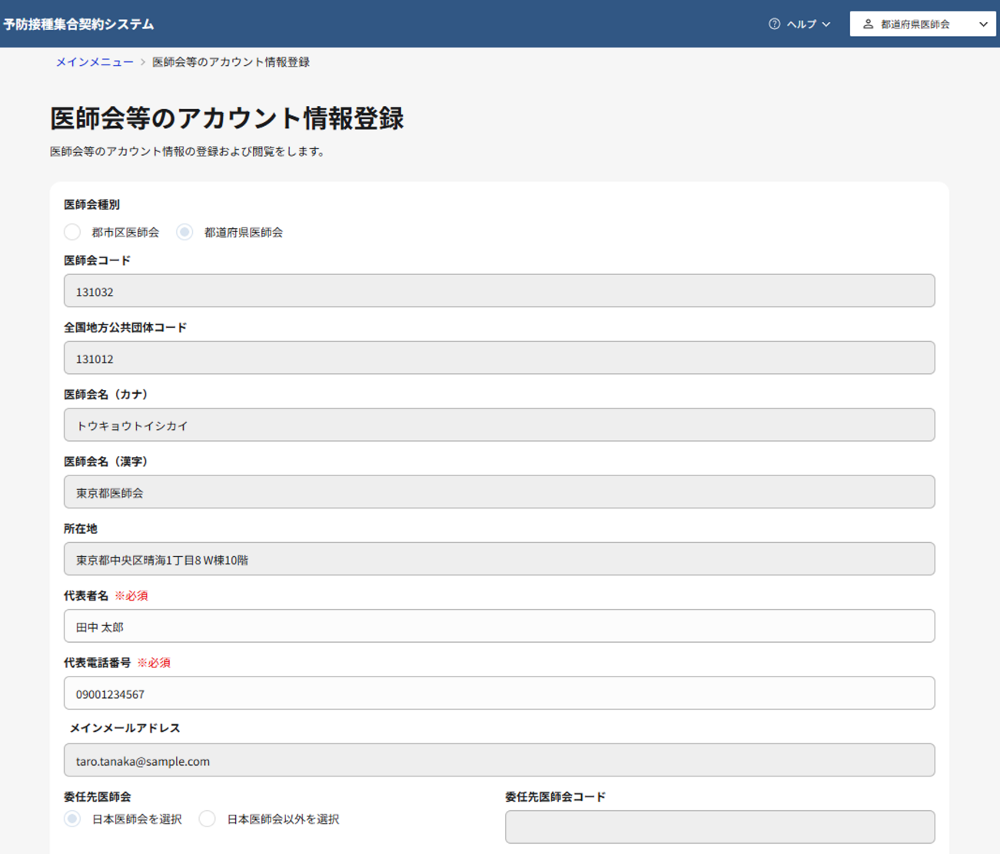 予防接種集合契約システム
ヘルプ
都道府県医師会
メインメニュー > 医師会等のアカウント情報登録
医師会等のアカウント情報登録
医師会等のアカウント情報の登録および閲覧をします。
医師会種別
郡市区医師会 都道府県医師会
医師会コード
131032
全国地方公共団体コード
131012
医師会名（カナ）
トウキョウトイシカイ
医師会名（漢字）
東京都医師会
所在地
東京都中央区晴海1丁目8 W棟10階
代表者名 ※必須
田中 太郎
代表電話番号 ※必須
09001234567
メインメールアドレス
taro.tanaka@sample.com
委任先医師会
日本医師会を選択 日本医師会以外を選択
委任先医師会コード